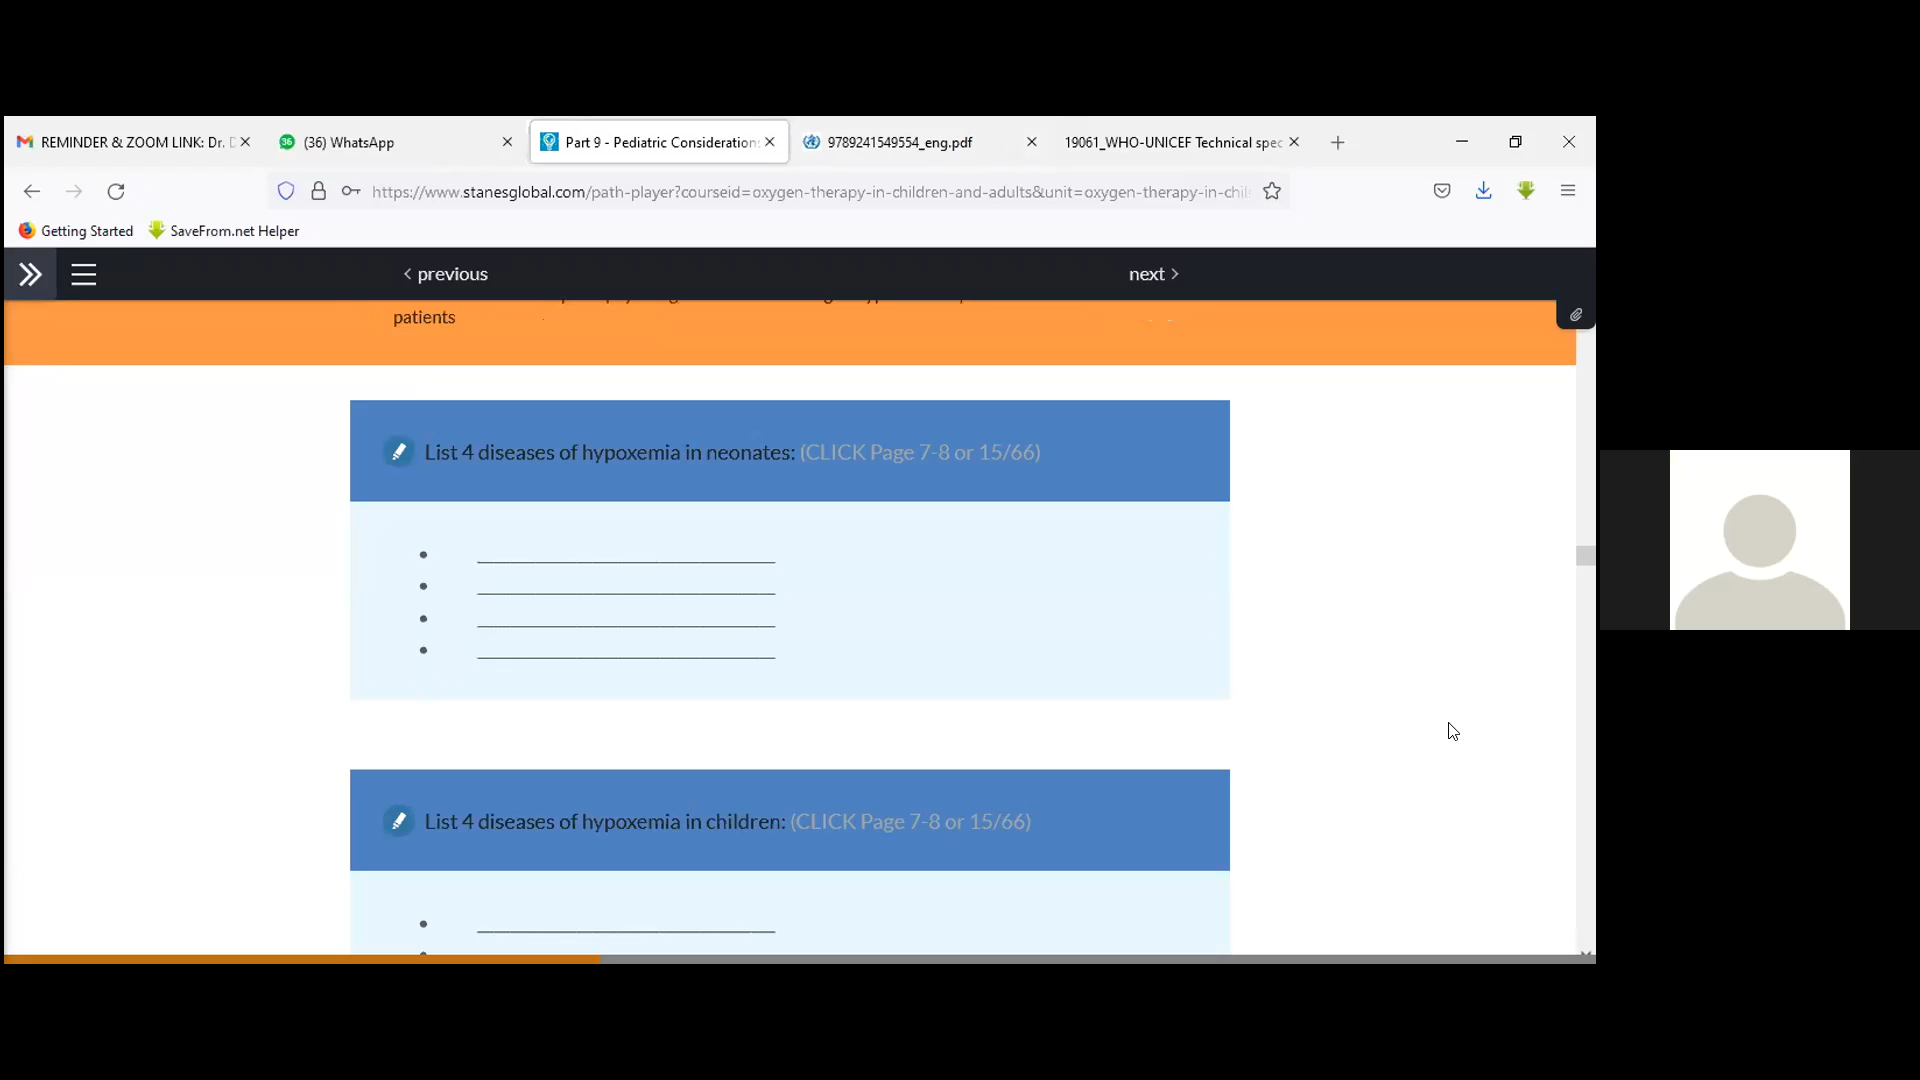 REMINDER & ZOOM LINK: Dr.
(36) WhatsApp
Part 9 - Pediatric Consideration
9789241549554_eng.pdf
19061_WHO-UNICEF Technical spec
https://www.stanesglobal.com/path-player?courseid=oxygen-therapy-in-children-and-adults&unit=oxygen-therapy-in-chil
Getting Started
SaveFrom.net Helper
previous
next
patients
List 4 diseases of hypoxemia in neonates: (CLICK Page 7-8 or 15/66)
List 4 diseases of hypoxemia in children: (CLICK Page 7-8 or 15/66)